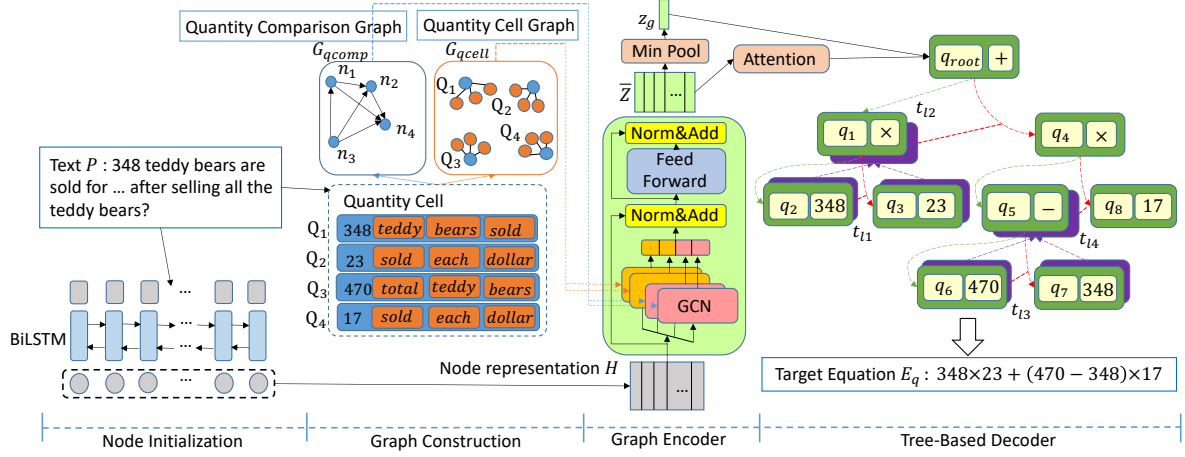 Quantity Comparison Graph
Quantity Cell Graph
G_qcomp
G_qcell
n_1
n_2
n_3
n_4
Q_1
Q_2
Q_3
Q_4
Text P : 348 teddy bears are
sold for ... after selling all the
teddy bears?
Quantity Cell
Q_1 348 teddy bears sold
Q_2 23 sold each dollar
Q_3 470 total teddy bears
Q_4 17 sold each dollar
...
BiLSTM
...
...
...
Node representation H
z_g
Min Pool
Attention
Z̅
...
Norm&Add
Feed
Forward
Norm&Add
GCN
...
q_root +
t_l2
q_1 ×
q_4 ×
q_2 348
q_3 23
q_5 −
q_8 17
t_l1
t_l4
q_6 470
q_7 348
t_l3
Target Equation E_q : 348×23 + (470 − 348)×17
Node Initialization
Graph Construction
Graph Encoder
Tree-Based Decoder